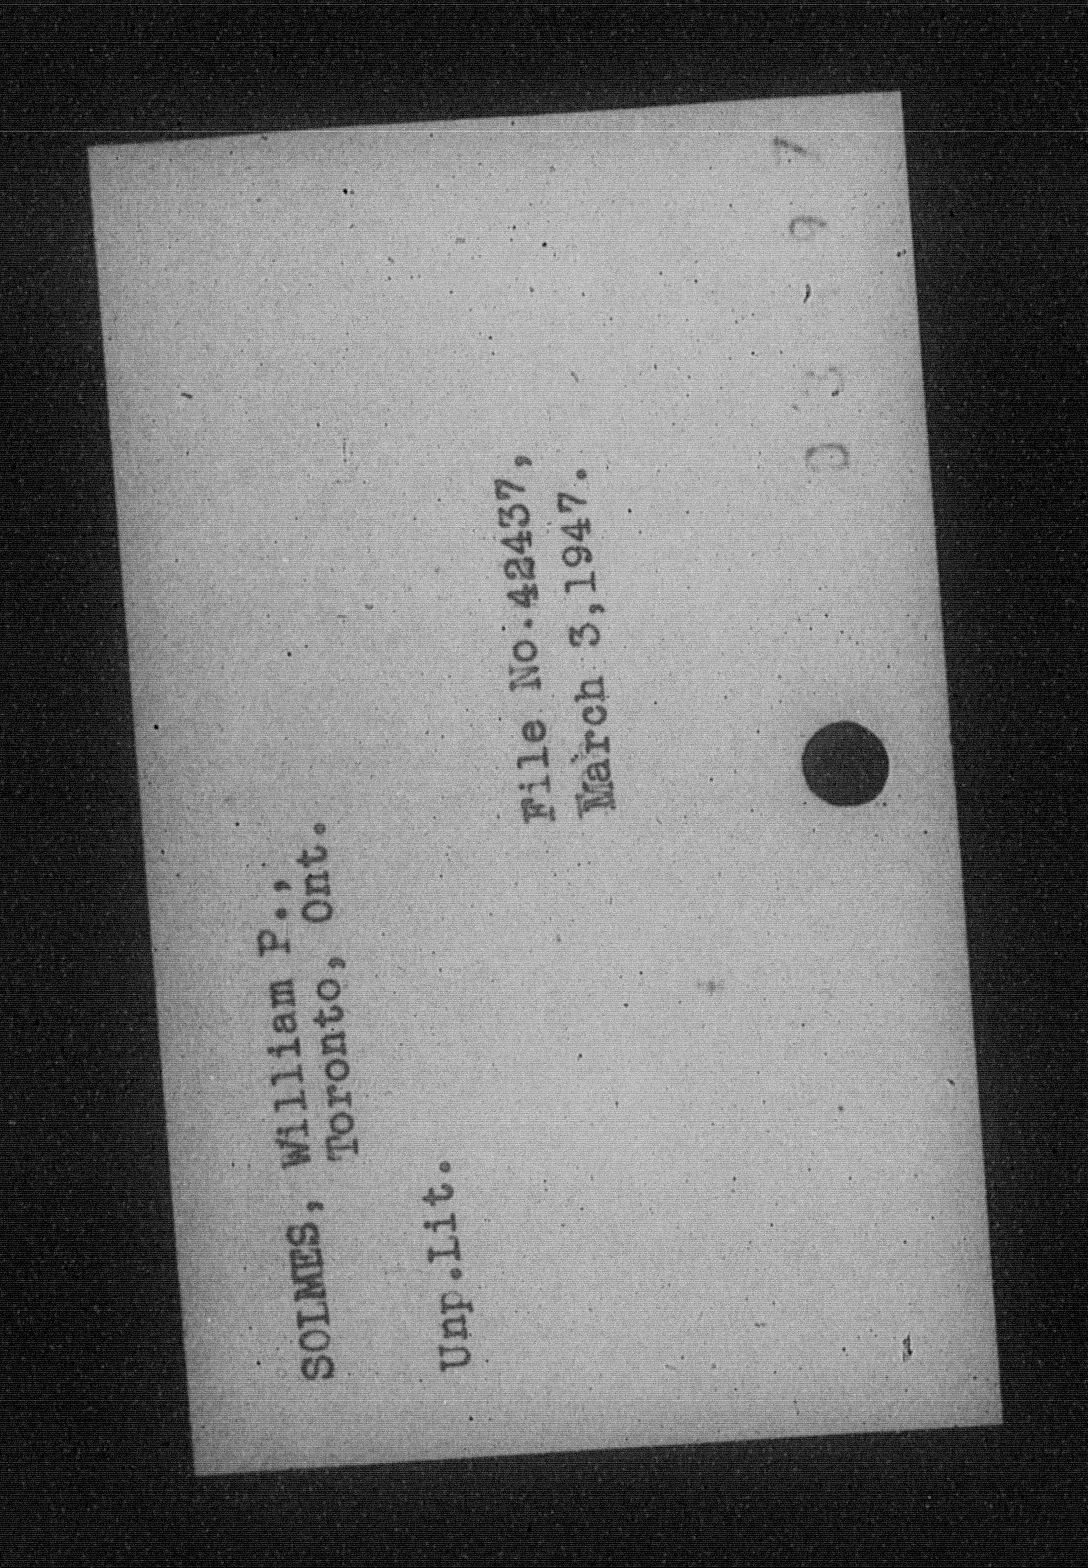 SOLMES, William P.,
Toronto, Ont.
Unp.Lit.
File No.42437,
March 3,1947.